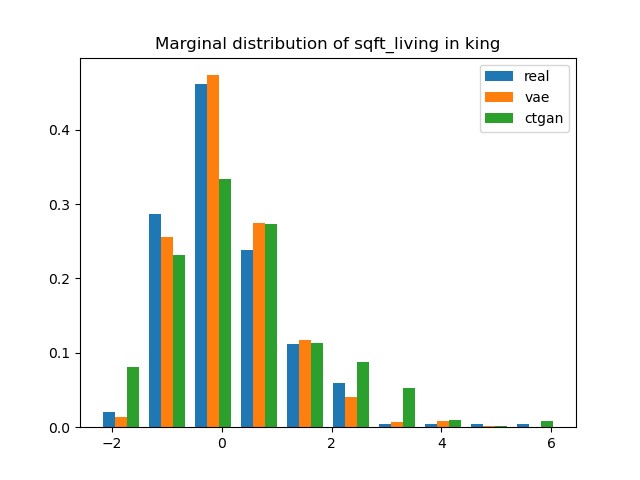 Marginal distribution of sqft_living in king
real
vae
ctgan
0.4
0.3
0.2
0.1
0.0
−2
0
2
4
6